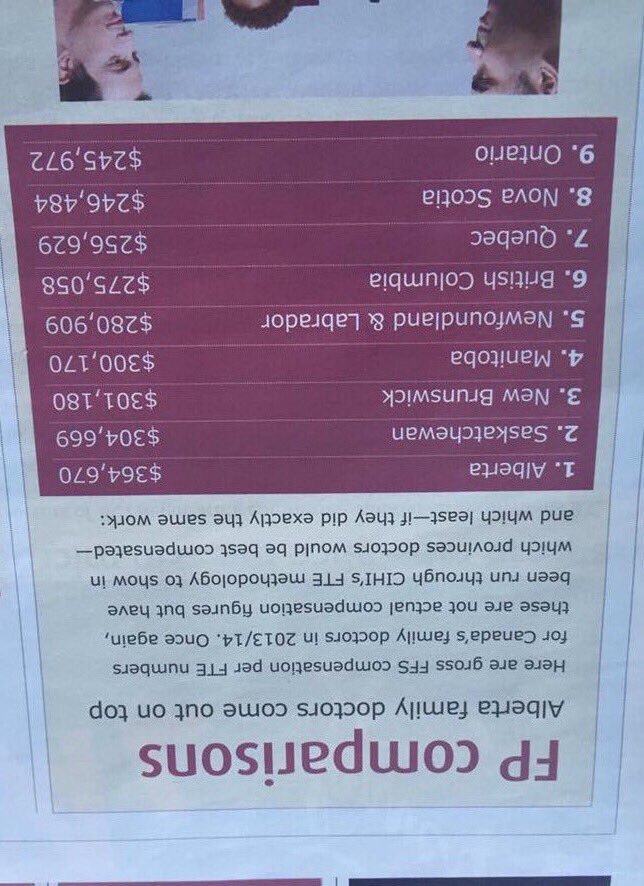 FP comparisons
Alberta family doctors come out on top
Here are gross FFS compensation per FTE numbers
for Canada's family doctors in 2013/14. Once again,
these are not actual compensation figures but have
been run through CIHI's FTE methodology to show in
which provinces doctors would be best compensated—
and which least—if they did exactly the same work:
1. Alberta $364,670
2. Saskatchewan $304,669
3. New Brunswick $301,180
4. Manitoba $300,170
5. Newfoundland & Labrador $280,909
6. British Columbia $275,058
7. Quebec $256,629
8. Nova Scotia $246,484
9. Ontario $245,972